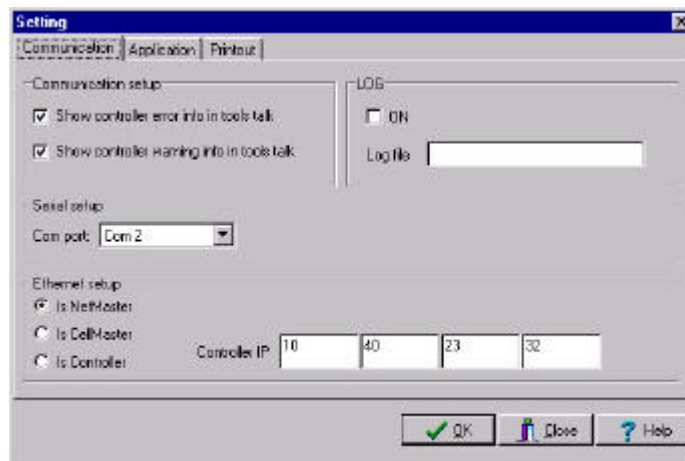 Setting
Communication Application Printout
Communication setup
Show controller error info in tools talk
Show controller warning info in tools talk
LOG
ON
Log file
Serial setup
Com port: Com 2
Ethernet setup
Is NetMaster
Is CellMaster
Is Controller
Controller IP 10 40 23 32
OK Close Help